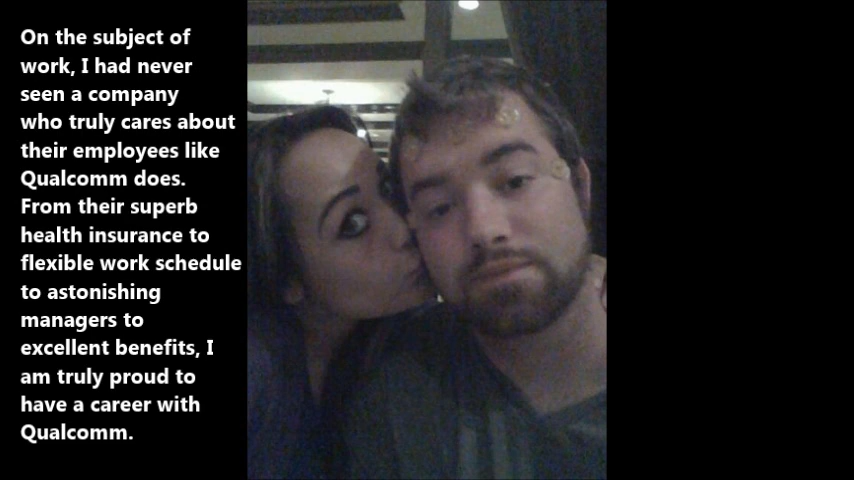 On the subject of
work, I had never
seen a company
who truly cares about
their employees like
Qualcomm does.
From their superb
health insurance to
flexible work schedule
to astonishing
managers to
excellent benefits, I
am truly proud to
have a career with
Qualcomm.